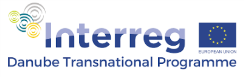 Interreg
EUROPEAN UNION
Danube Transnational Programme